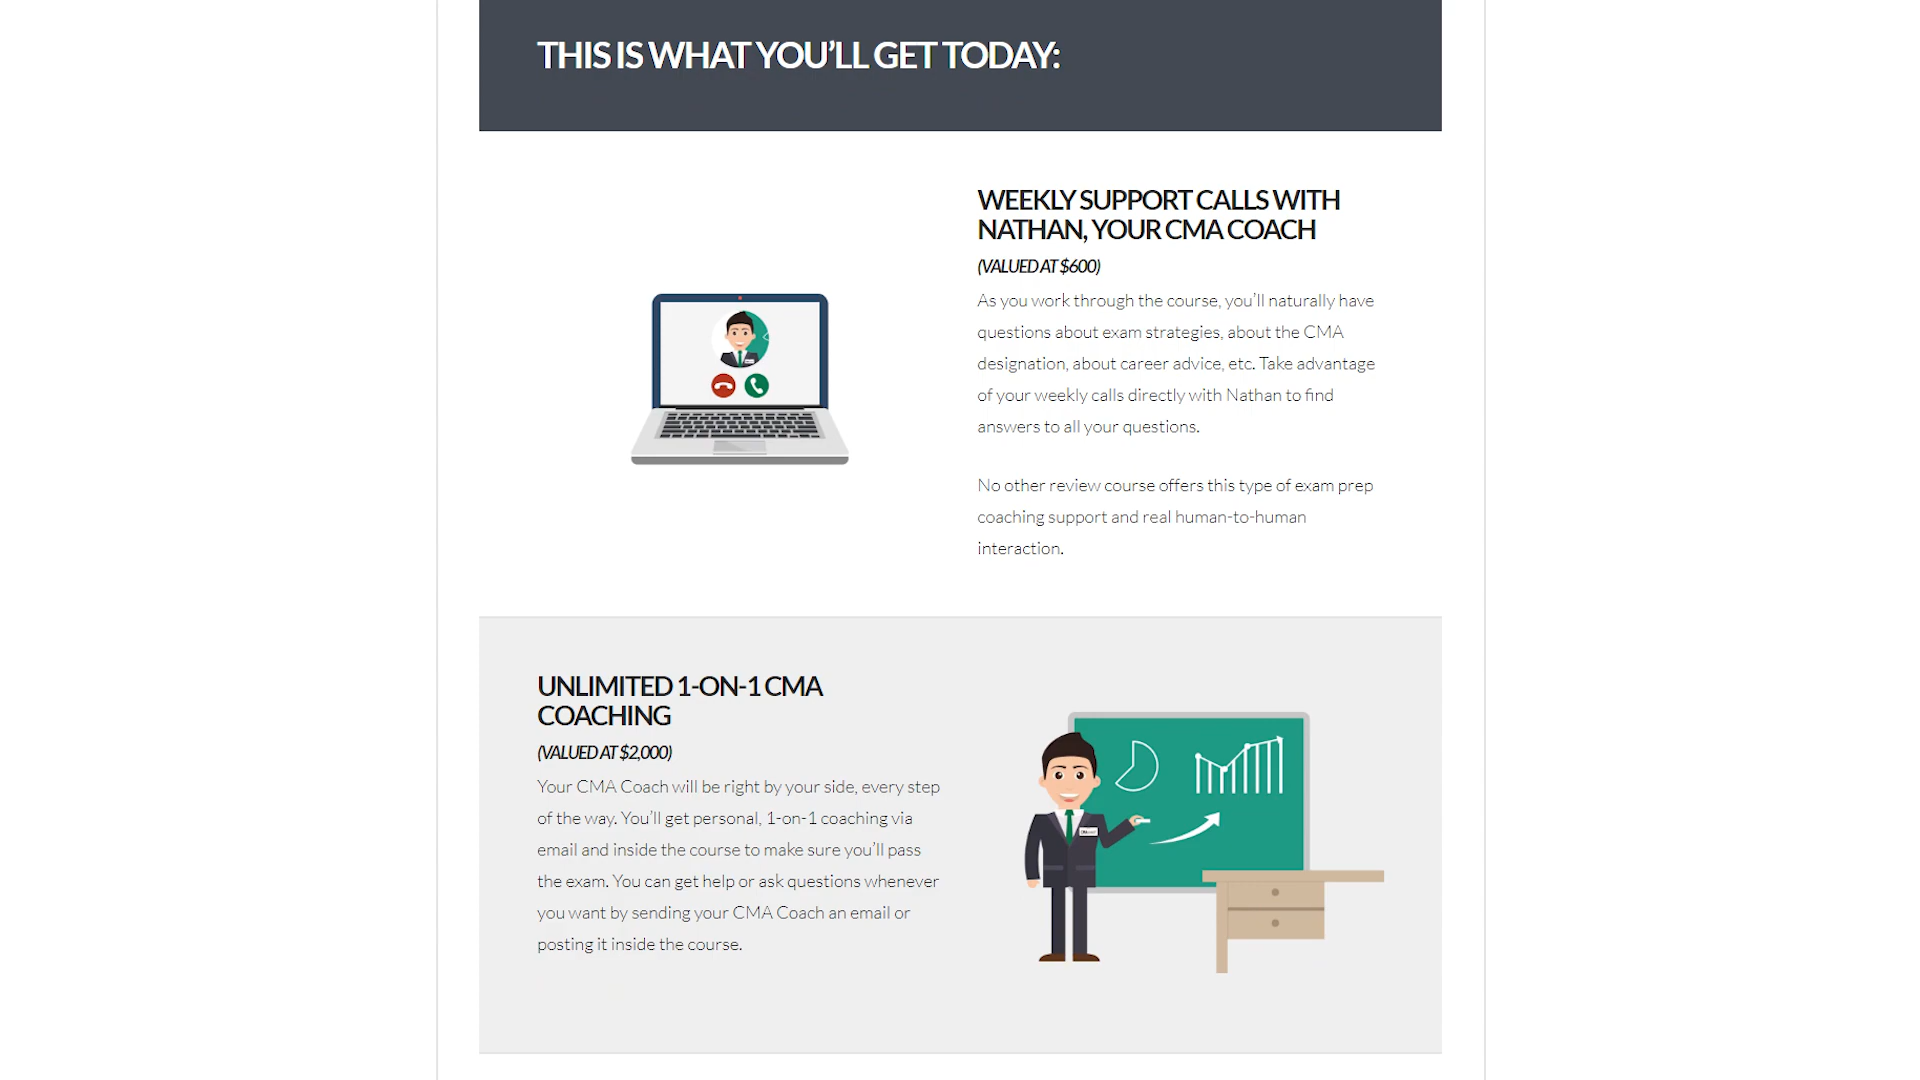 THIS IS WHAT YOU’LL GET TODAY:
WEEKLY SUPPORT CALLS WITH
NATHAN, YOUR CMA COACH
(VALUED AT $600)
As you work through the course, you’ll naturally have
questions about exam strategies, about the CMA
designation, about career advice, etc. Take advantage
of your weekly calls directly with Nathan to find
answers to all your questions.
No other review course offers this type of exam prep
coaching support and real human-to-human
interaction.
UNLIMITED 1-ON-1 CMA
COACHING
(VALUED AT $2,000)
Your CMA Coach will be right by your side, every step
of the way. You’ll get personal, 1-on-1 coaching via
email and inside the course to make sure you’ll pass
the exam. You can get help or ask questions whenever
you want by sending your CMA Coach an email or
posting it inside the course.